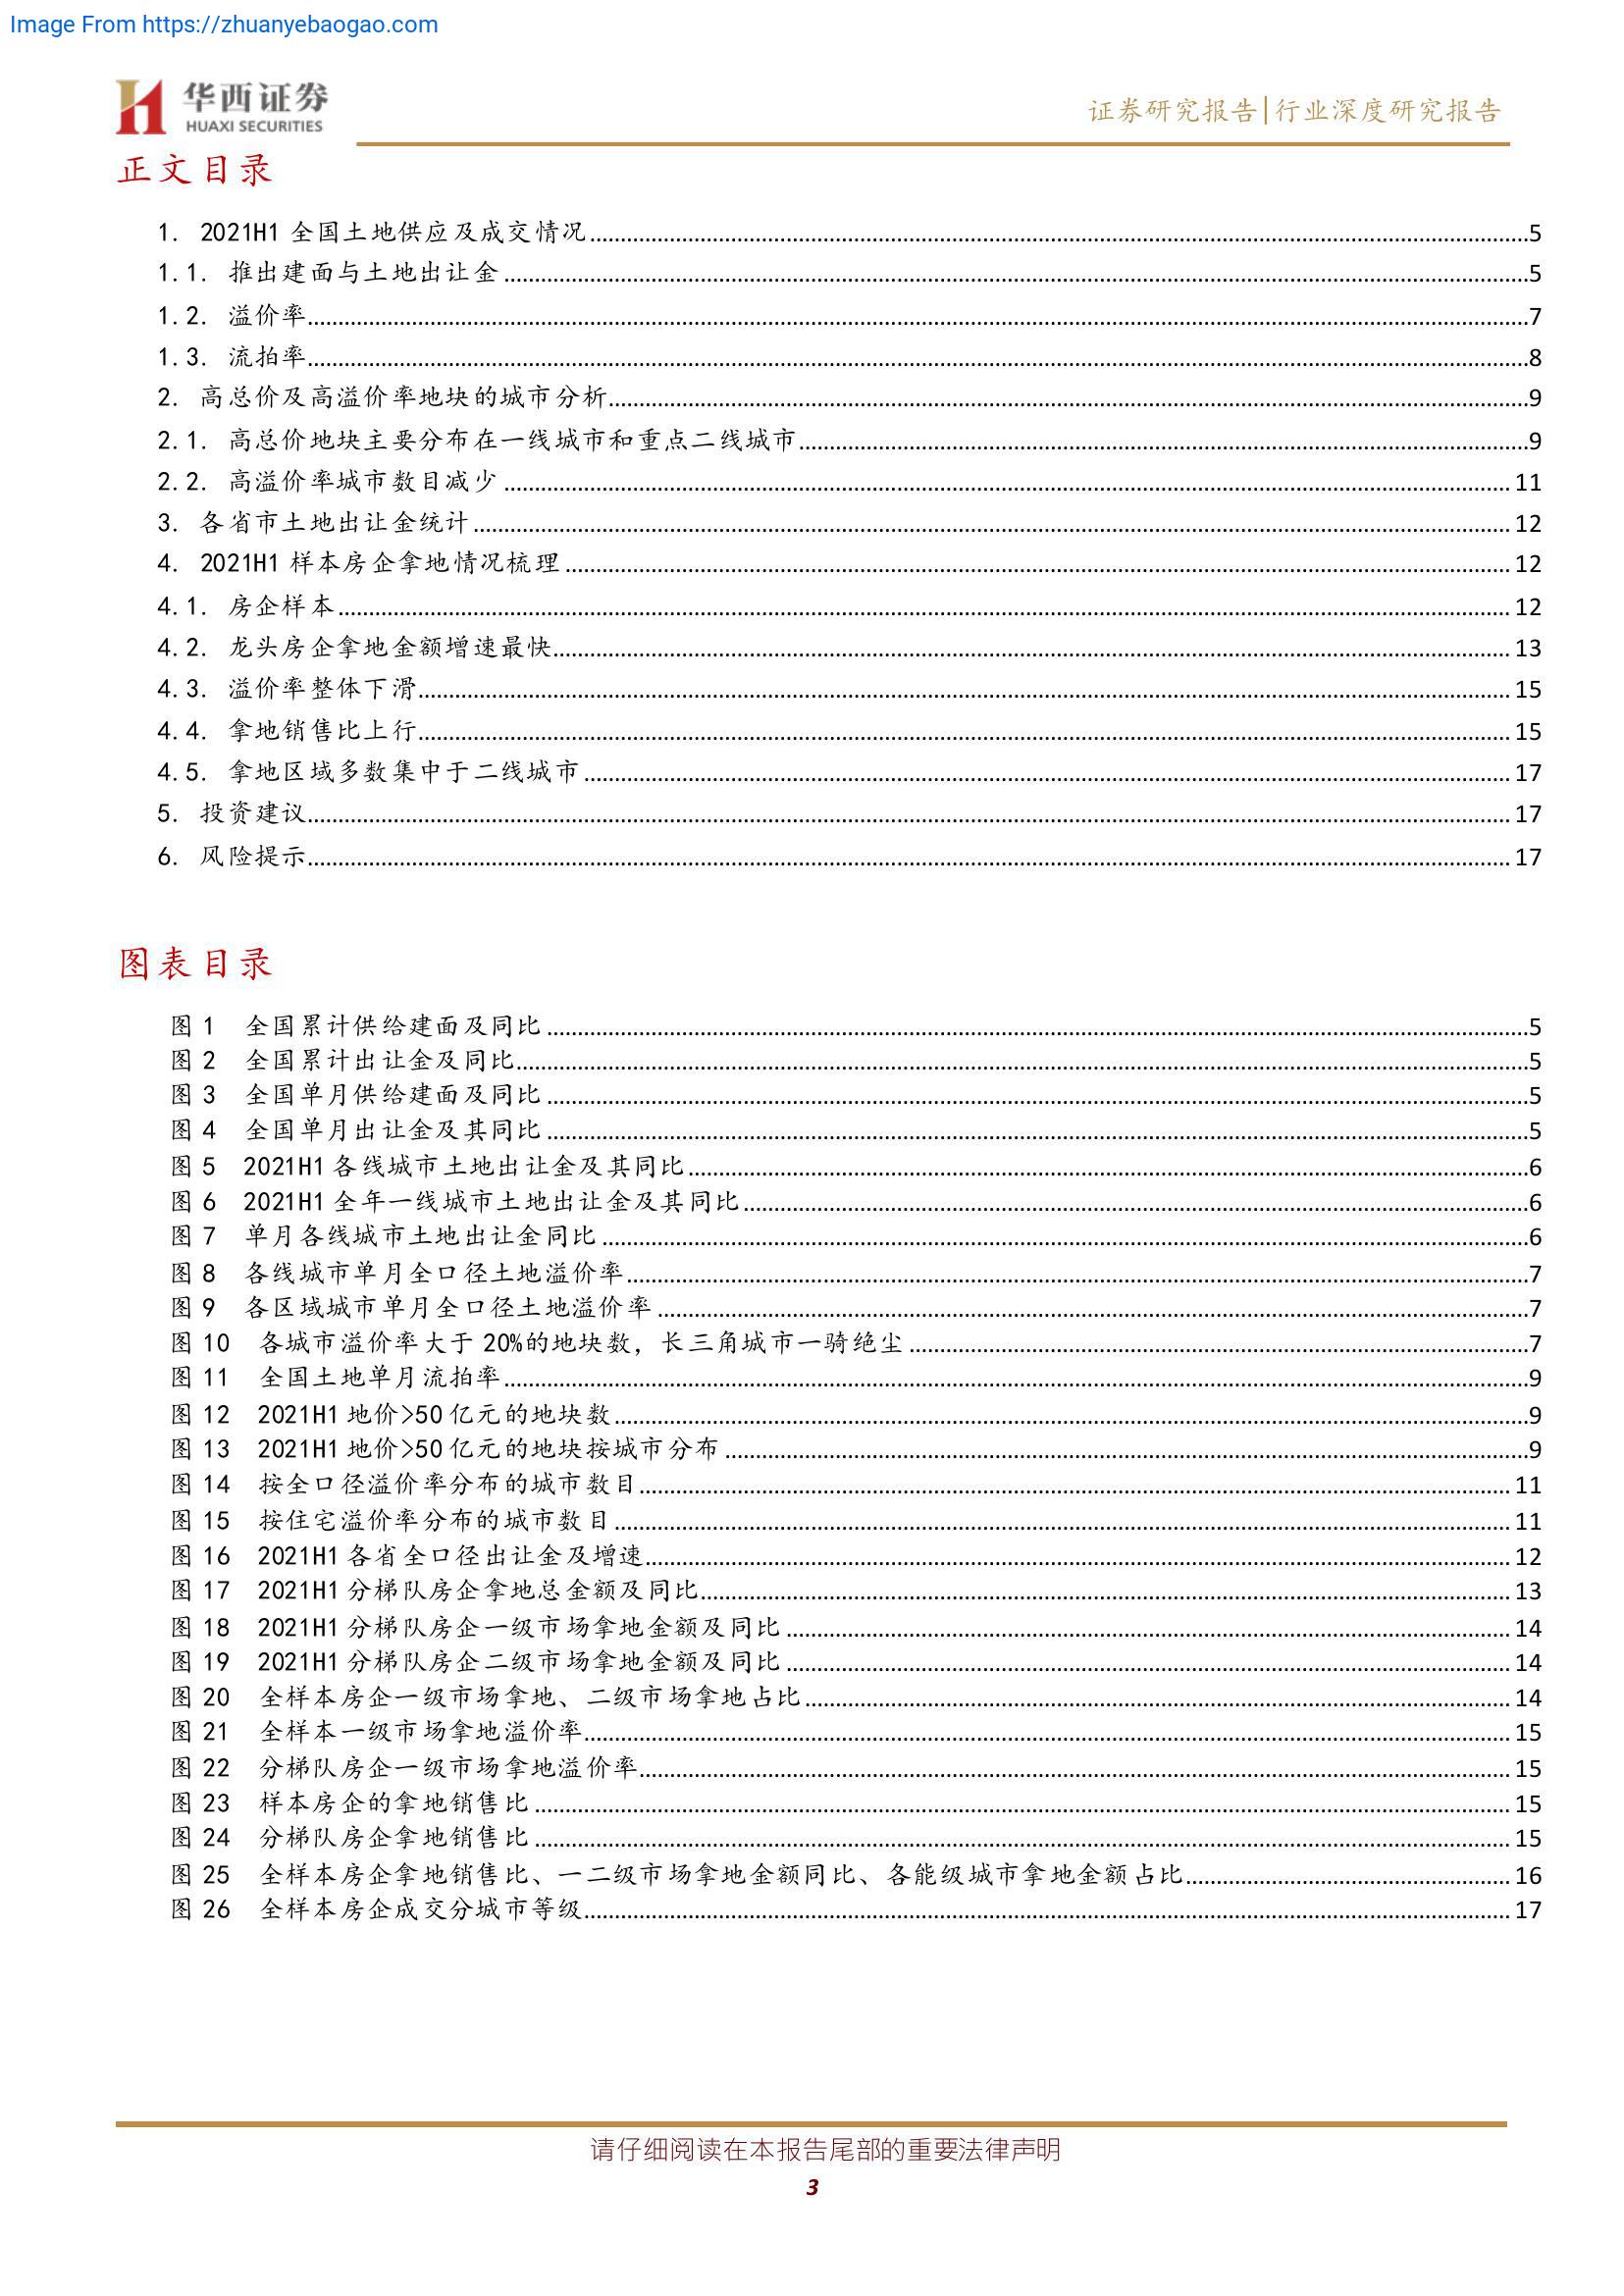 Image From https://zhuanyebaogao.com
华西证券
HUAXI SECURITIES
证券研究报告|行业深度研究报告
正文目录
1. 2021H1 全国土地供应及成交情况 5
1.1. 推出建面与土地出让金 5
1.2. 溢价率 7
1.3. 流拍率 8
2. 高总价及高溢价率地块的城市分析 9
2.1. 高总价地块主要分布在一线城市和重点二线城市 9
2.2. 高溢价率城市数目减少 11
3. 各省市土地出让金统计 12
4. 2021H1 样本房企拿地情况梳理 12
4.1. 房企样本 12
4.2. 龙头房企拿地金额增速最快 13
4.3. 溢价率整体下滑 15
4.4. 拿地销售比上行 15
4.5. 拿地区域多数集中于二线城市 17
5. 投资建议 17
6. 风险提示 17
图表目录
图 1 全国累计供给建面及同比 5
图 2 全国累计出让金及同比 5
图 3 全国单月供给建面及同比 5
图 4 全国单月出让金及其同比 5
图 5 2021H1 各线城市土地出让金及其同比 6
图 6 2021H1 全年一线城市土地出让金及其同比 6
图 7 单月各线城市土地出让金同比 6
图 8 各线城市单月全口径土地溢价率 7
图 9 各区域城市单月全口径土地溢价率 7
图 10 各城市溢价率大于 20%的地块数，长三角城市一骑绝尘 7
图 11 全国土地单月流拍率 9
图 12 2021H1 地价>50 亿元的地块数 9
图 13 2021H1 地价>50 亿元的地块按城市分布 9
图 14 按全口径溢价率分布的城市数目 11
图 15 按住宅溢价率分布的城市数目 11
图 16 2021H1 各省全口径出让金及增速 12
图 17 2021H1 分梯队房企拿地总金额及同比 13
图 18 2021H1 分梯队房企一级市场拿地金额及同比 14
图 19 2021H1 分梯队房企二级市场拿地金额及同比 14
图 20 全样本房企一级市场拿地、二级市场拿地占比 14
图 21 全样本一级市场拿地溢价率 15
图 22 分梯队房企一级市场拿地溢价率 15
图 23 样本房企的拿地销售比 15
图 24 分梯队房企拿地销售比 15
图 25 全样本房企拿地销售比、一二级市场拿地金额同比、各能级城市拿地金额占比 16
图 26 全样本房企成交分城市等级 17
请仔细阅读在本报告尾部的重要法律声明
3